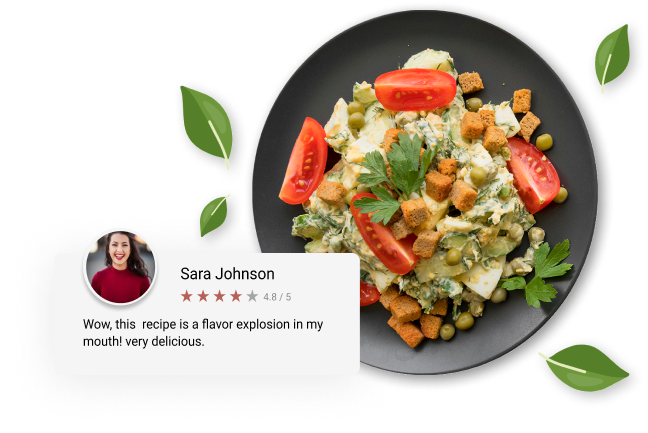 Sara Johnson
4.8 / 5
Wow, this recipe is a flavor explosion in my
mouth! very delicious.